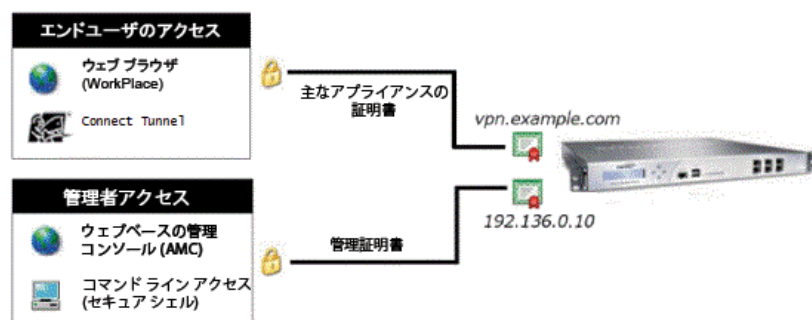 エンドユーザのアクセス
ウェブ ブラウザ
(WorkPlace)
Connect Tunnel
主なアプライアンスの
証明書
vpn.example.com
管理者アクセス
ウェブベースの管理
コンソール (AMC)
コマンド ライン アクセス
(セキュア シェル)
管理証明書
192.136.0.10